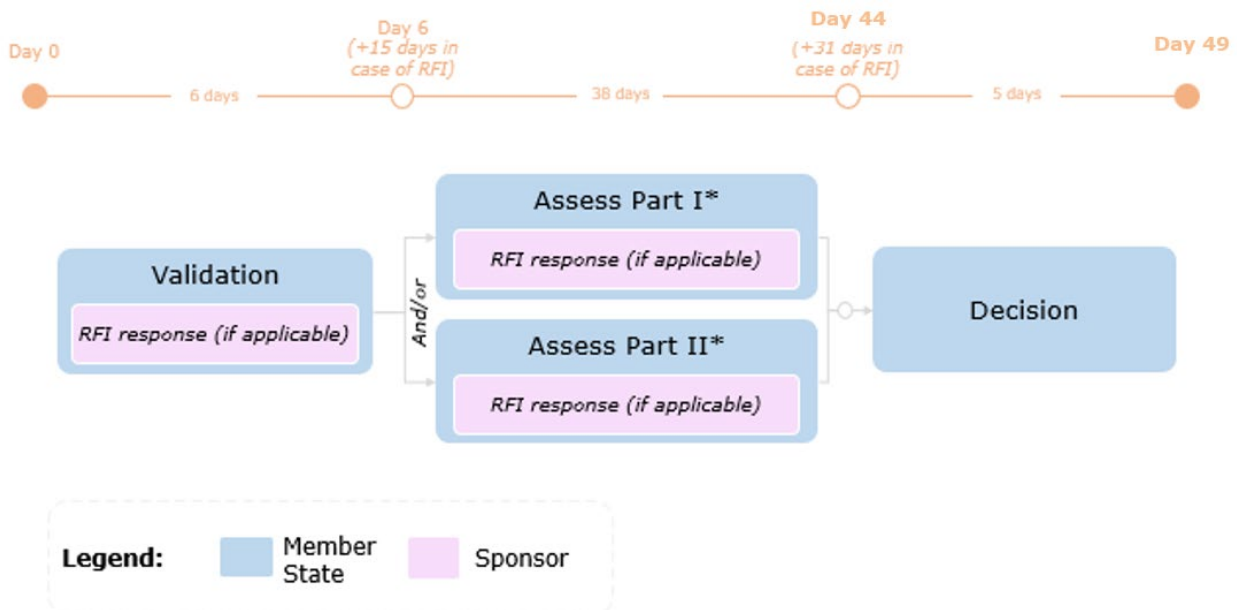 Day 0
Day 6
(+15 days in
case of RFI)
Day 44
(+31 days in
case of RFI)
Day 49
6 days
38 days
5 days
Validation
RFI response (if applicable)
And/or
Assess Part I*
RFI response (if applicable)
Assess Part II*
RFI response (if applicable)
Decision
Legend:
Member
State
Sponsor